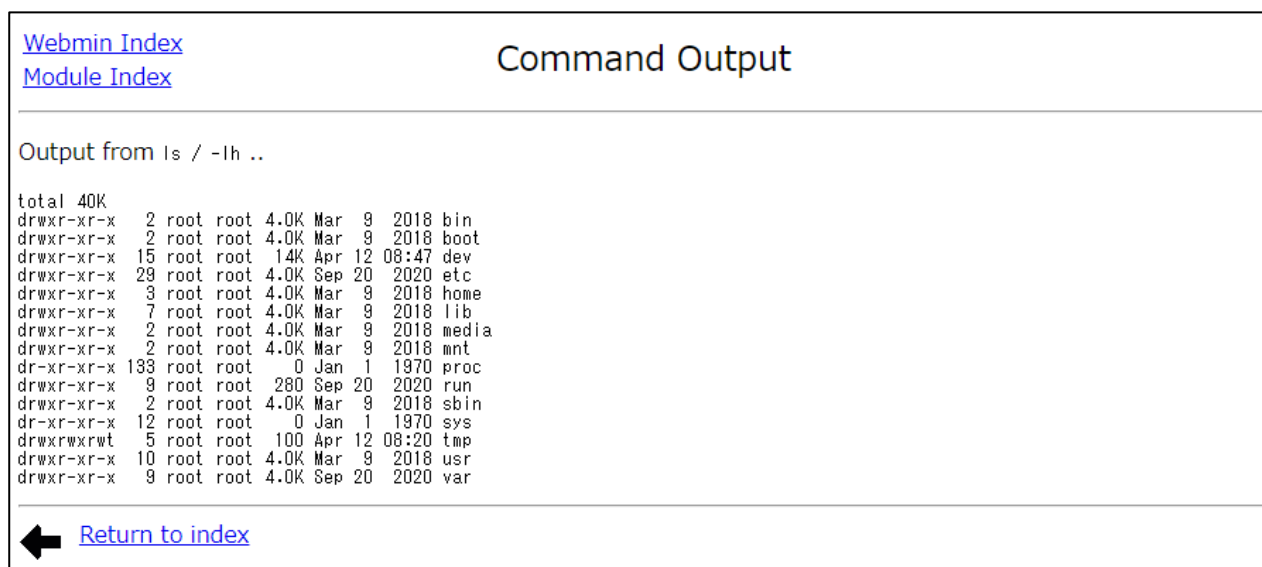 Webmin Index
Module Index
Command Output
Output from ls / -lh ..
total 40K
drwxr-xr-x   2 root root 4.0K Mar  9  2018 bin
drwxr-xr-x   2 root root 4.0K Mar  9  2018 boot
drwxr-xr-x  15 root root  14K Apr 12 08:47 dev
drwxr-xr-x  29 root root 4.0K Sep 20  2020 etc
drwxr-xr-x   3 root root 4.0K Mar  9  2018 home
drwxr-xr-x   7 root root 4.0K Mar  9  2018 lib
drwxr-xr-x   2 root root 4.0K Mar  9  2018 media
drwxr-xr-x   2 root root 4.0K Mar  9  2018 mnt
dr-xr-xr-x 133 root root    0 Jan  1  1970 proc
drwxr-xr-x   9 root root  280 Sep 20  2020 run
drwxr-xr-x   2 root root 4.0K Mar  9  2018 sbin
dr-xr-xr-x  12 root root    0 Jan  1  1970 sys
drwxrwxrwt   5 root root  100 Apr 12 08:20 tmp
drwxr-xr-x  10 root root 4.0K Mar  9  2018 usr
drwxr-xr-x   9 root root 4.0K Sep 20  2020 var
Return to index